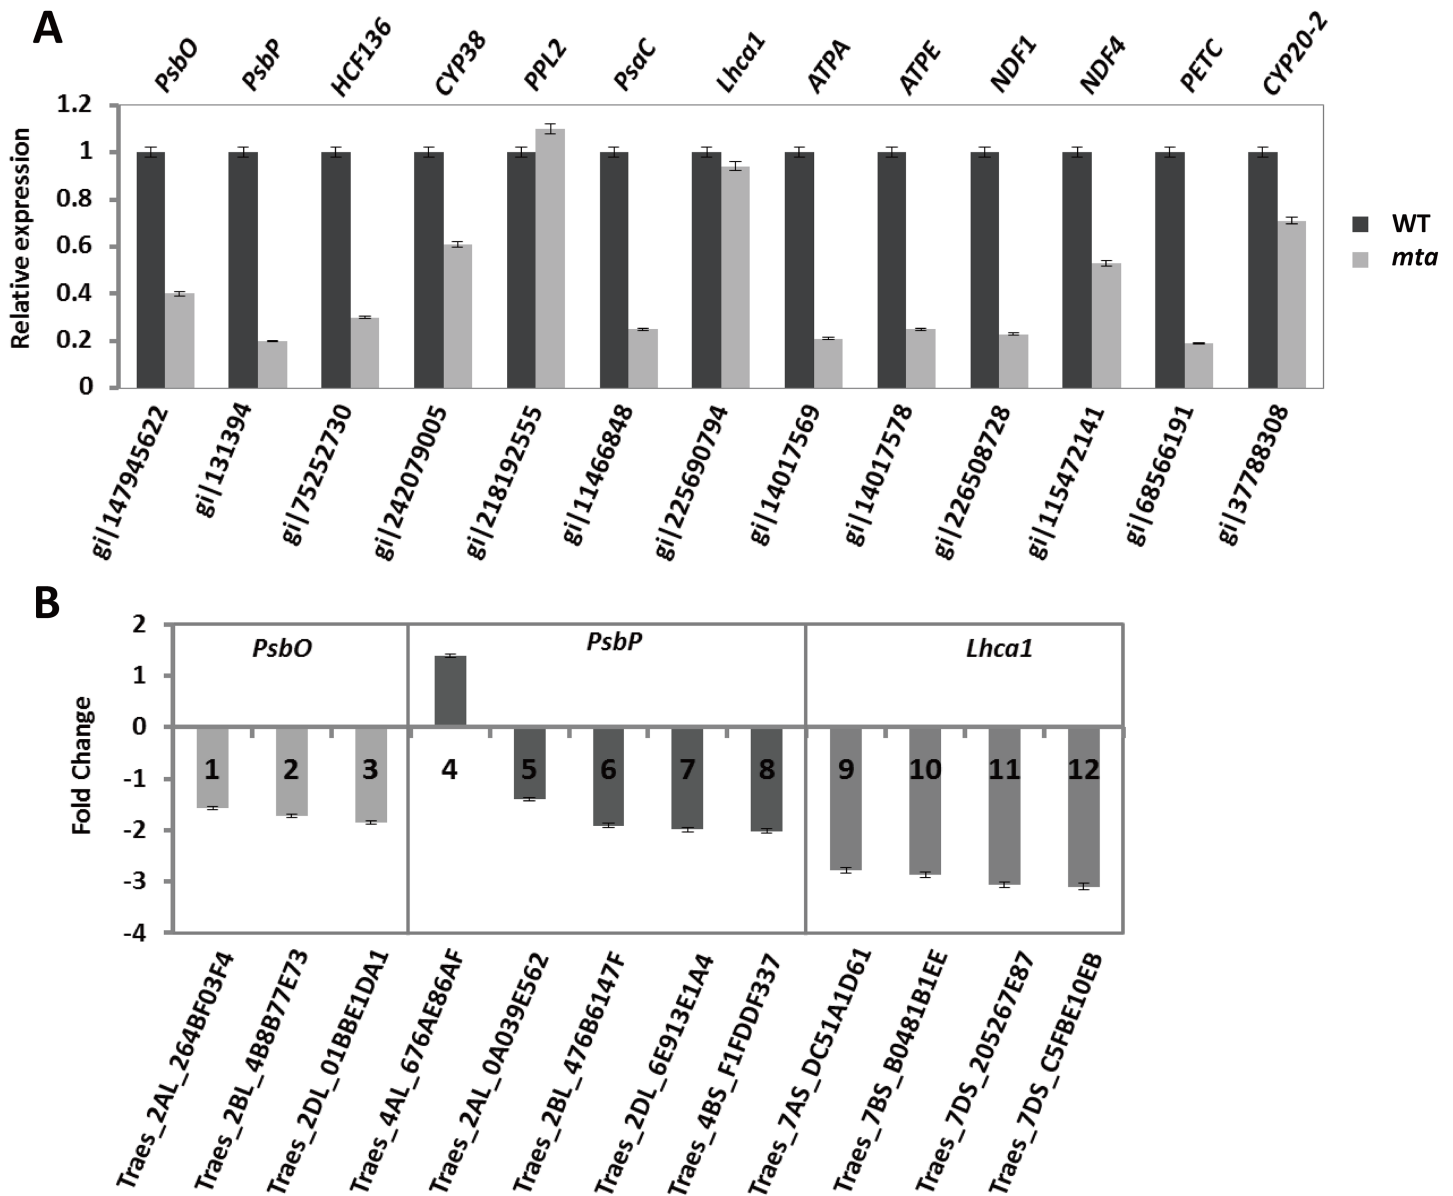 A
PsbO PsbP HCF136 CYP38 PPL2 PsaC Lhca1 ATPA ATPE NDF1 NDF4 PETC CYP20-2
Relative expression
1.2
1
0.8
0.6
0.4
0.2
0
WT
mta
gi|147945622 gi|131394 gi|75252730 gi|242079005 gi|218192555 gi|11466848 gi|225690794 gi|14017569 gi|14017578 gi|226508728 gi|115472141 gi|68566191 gi|37788308
B
Fold Change
2
1
0
-1
-2
-3
-4
PsbO PsbP Lhca1
1 2 3 4 5 6 7 8 9 10 11 12
Traes_2AL_264BF03F4 Traes_2BL_4B8B77E73 Traes_2DL_01BBE1DA1 Traes_4AL_676AE86AF Traes_2AL_0A039E562 Traes_2BL_476B6147F Traes_2DL_6E913E1A4 Traes_4BS_F1FDDF337 Traes_7AS_DC51A1D61 Traes_7BS_B0481B1EE Traes_7DS_205267E87 Traes_7DS_C5FBE10EB